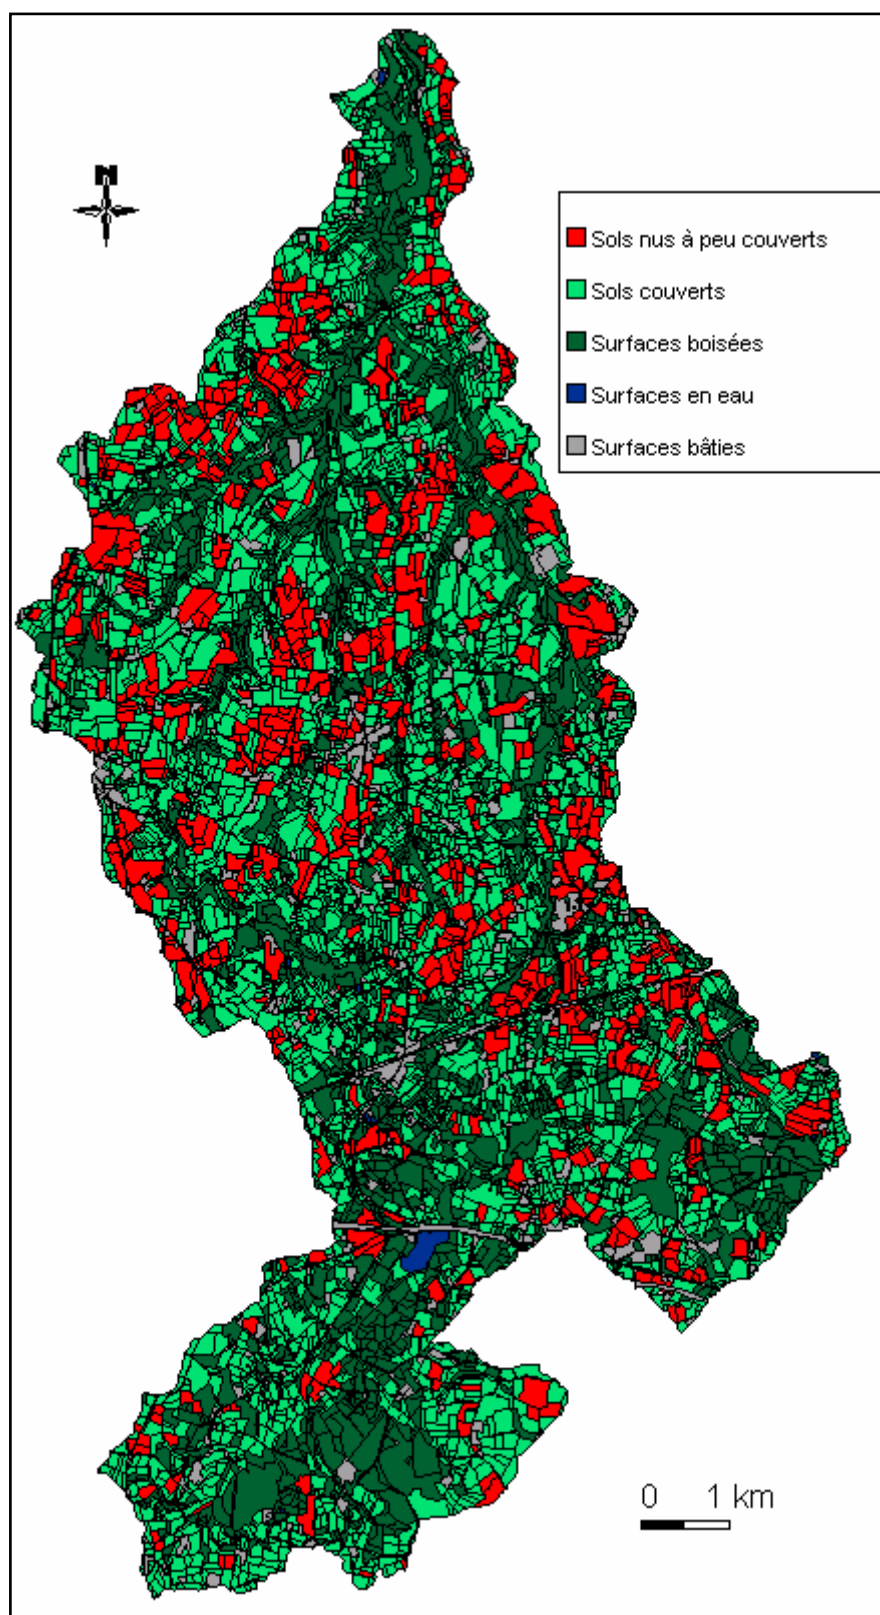 N
Sols nus à peu couverts
Sols couverts
Surfaces boisées
Surfaces en eau
Surfaces bâties
0 1 km